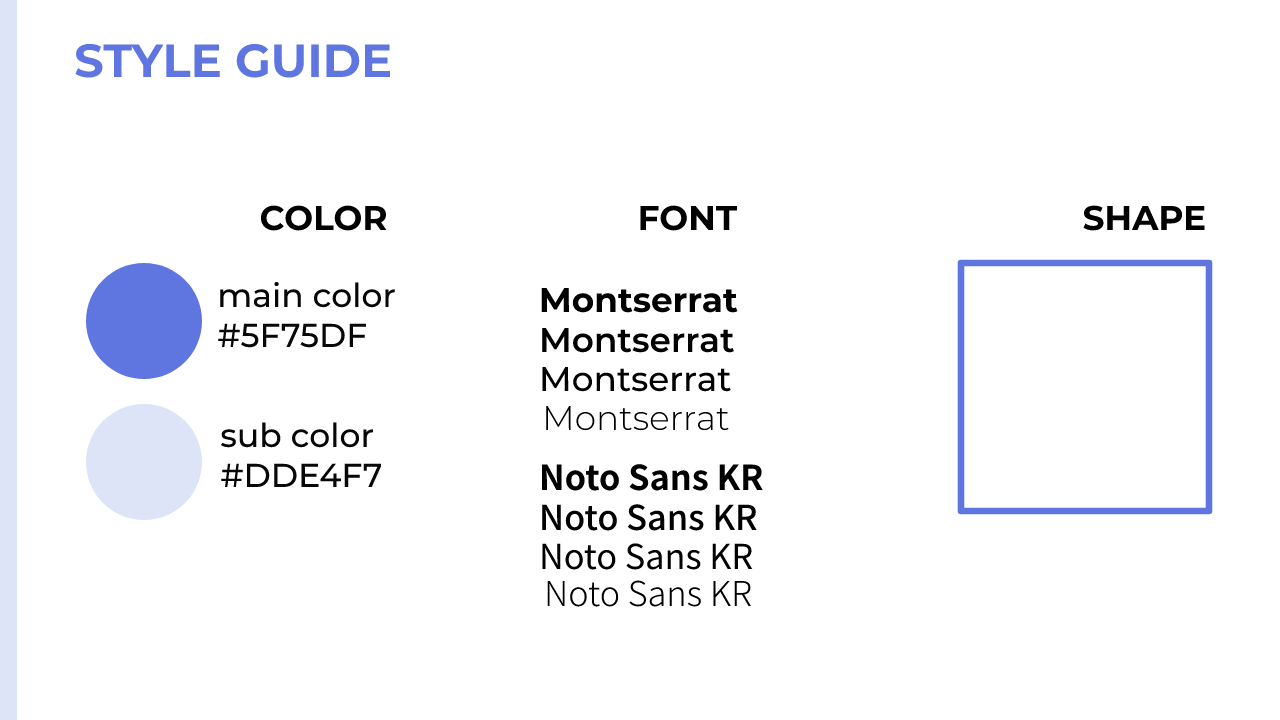 STYLE GUIDE
COLOR
main color
#5F75DF
sub color
#DDE4F7
FONT
Montserrat
Montserrat
Montserrat
Montserrat
Noto Sans KR
Noto Sans KR
Noto Sans KR
Noto Sans KR
SHAPE